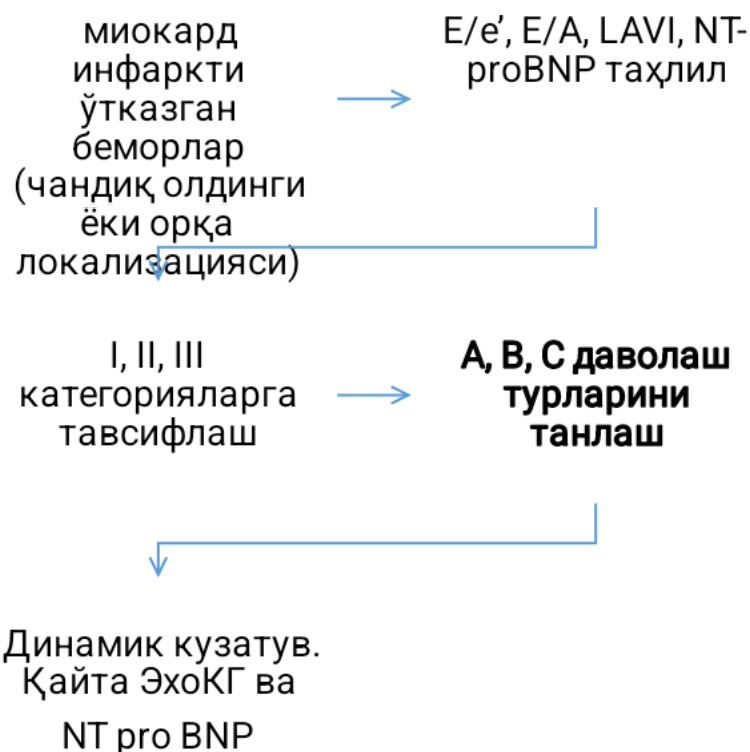 миокард
инфаркти
ўтказган
беморлар
(чандиқ олдинги
ёки орқа
локализацияси)
E/e’, E/A, LAVI, NT-
proBNP таҳлил
I, II, III
категорияларга
тавсифлаш
A, B, C даволаш
турларини
танлаш
Динамик кузатув.
Қайта ЭхоКГ ва
NT pro BNP